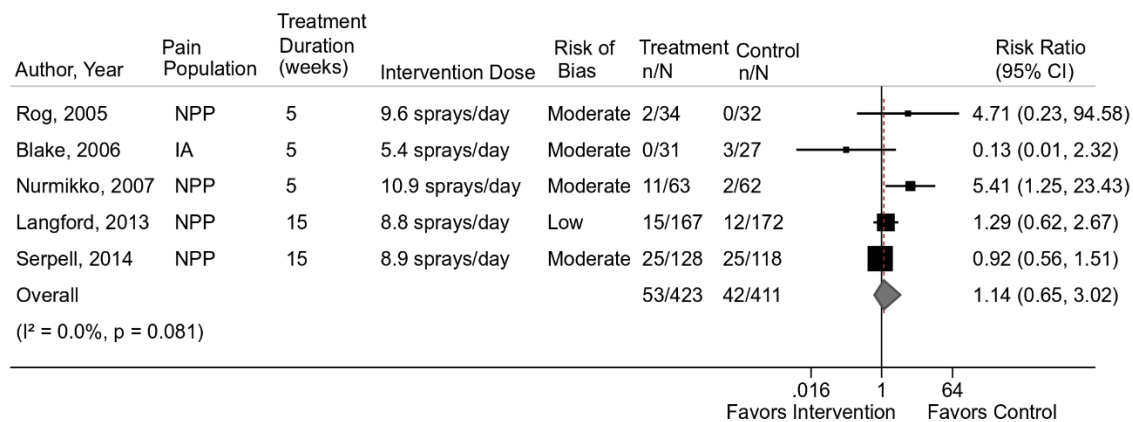 Author, Year Pain Population Treatment Duration (weeks) Intervention Dose Risk of Bias Treatment n/N Control n/N Risk Ratio (95% CI)
Rog, 2005 NPP 5 9.6 sprays/day Moderate 2/34 0/32 4.71 (0.23, 94.58)
Blake, 2006 IA 5 5.4 sprays/day Moderate 0/31 3/27 0.13 (0.01, 2.32)
Nurmikko, 2007 NPP 5 10.9 sprays/day Moderate 11/63 2/62 5.41 (1.25, 23.43)
Langford, 2013 NPP 15 8.8 sprays/day Low 15/167 12/172 1.29 (0.62, 2.67)
Serpell, 2014 NPP 15 8.9 sprays/day Moderate 25/128 25/118 0.92 (0.56, 1.51)
Overall 53/423 42/411 1.14 (0.65, 3.02)
(I² = 0.0%, p = 0.081)
.016 1 64
Favors Intervention Favors Control